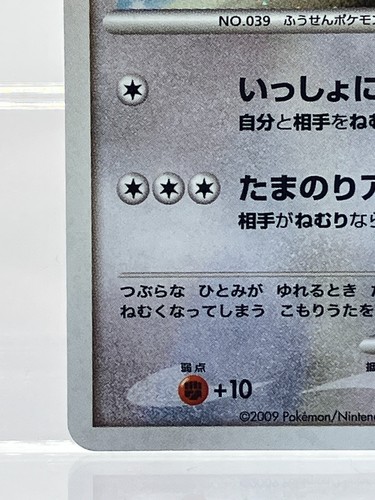 NO.039 ふうせんポケモン
いっしょに
自分と相手をねむ
たまのりア
相手がねむりなら
つぶらな ひとみが ゆれるとき
ねむくなってしまう こもりうたを
弱点
+10
©2009 Pokémon/Nintendo